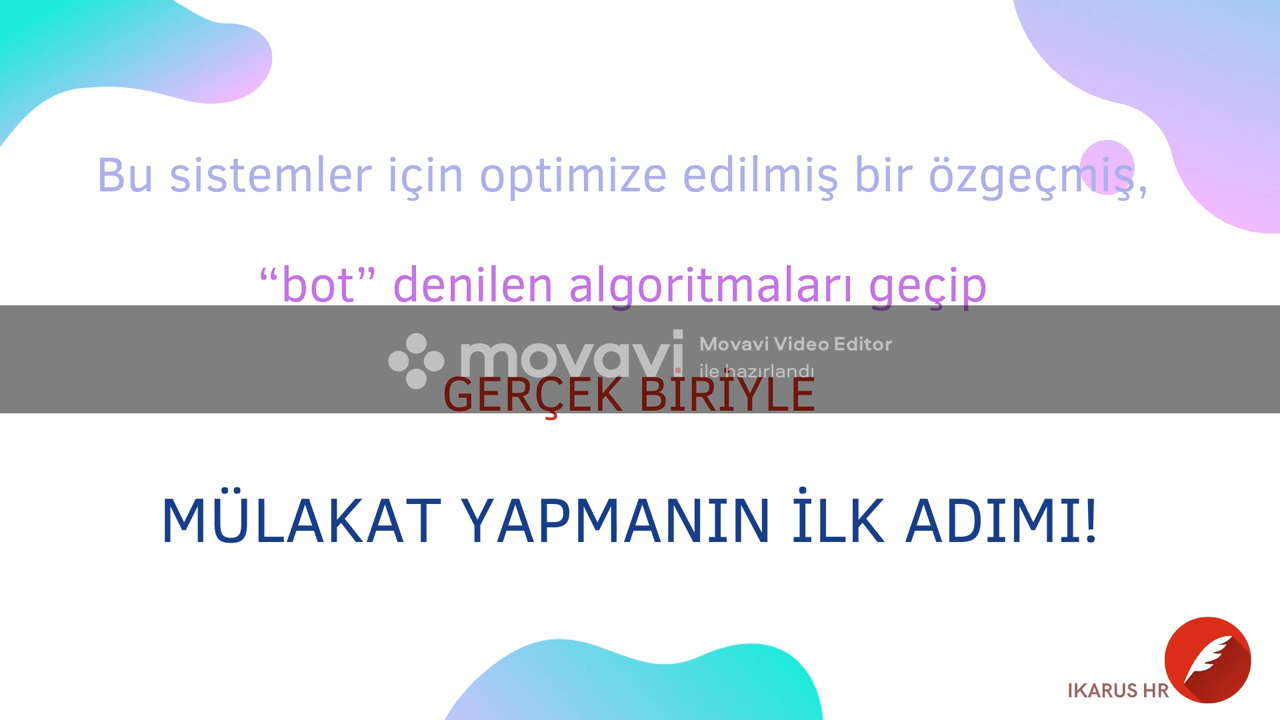 Bu sistemler için optimize edilmiş bir özgeçmiş,
“bot” denilen algoritmaları geçip
movavi
Movavi Video Editor
ile hazırlandı
GERÇEK BİRİYLE
MÜLAKAT YAPMANIN İLK ADIMI!
IKARUS HR